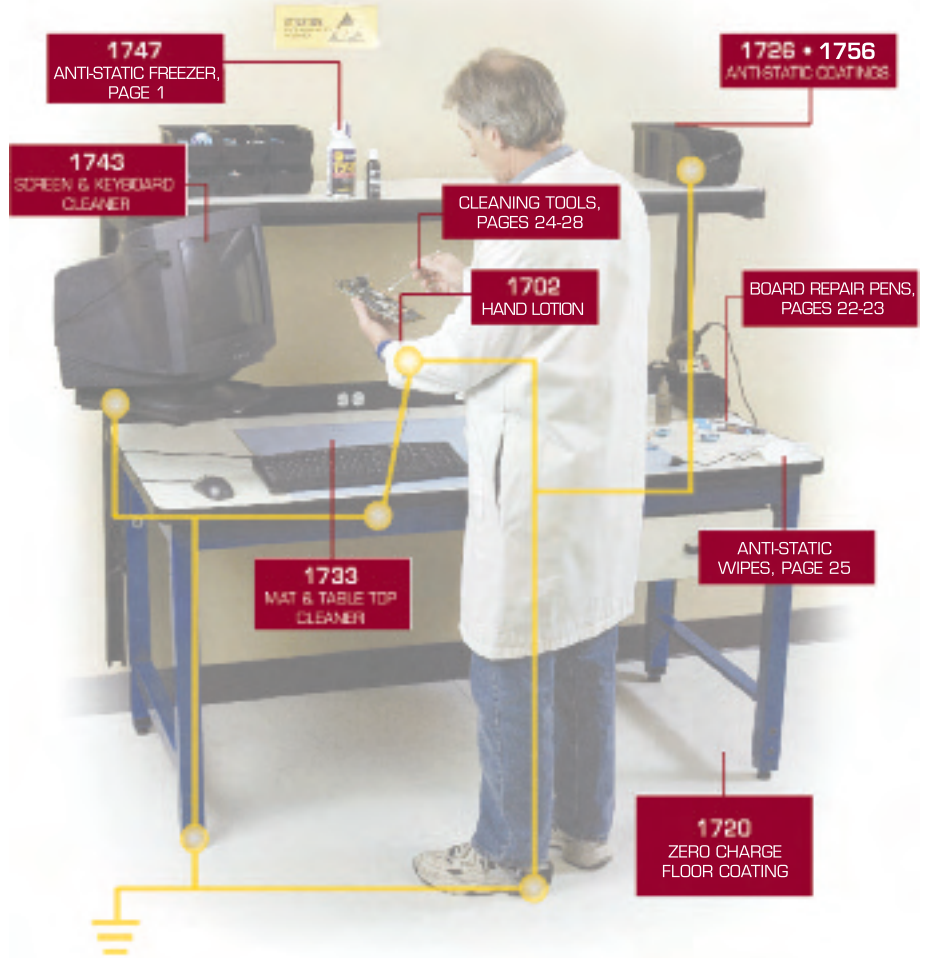 ATTENTION
1747
ANTI-STATIC FREEZER,
PAGE 1
1726 • 1756
ANTI-STATIC COATINGS
1743
SCREEN & KEYBOARD
CLEANER
CLEANING TOOLS,
PAGES 24-28
1702
HAND LOTION
BOARD REPAIR PENS,
PAGES 22-23
ANTI-STATIC
WIPES, PAGE 25
1733
MAT & TABLE TOP
CLEANER
1720
ZERO CHARGE
FLOOR COATING